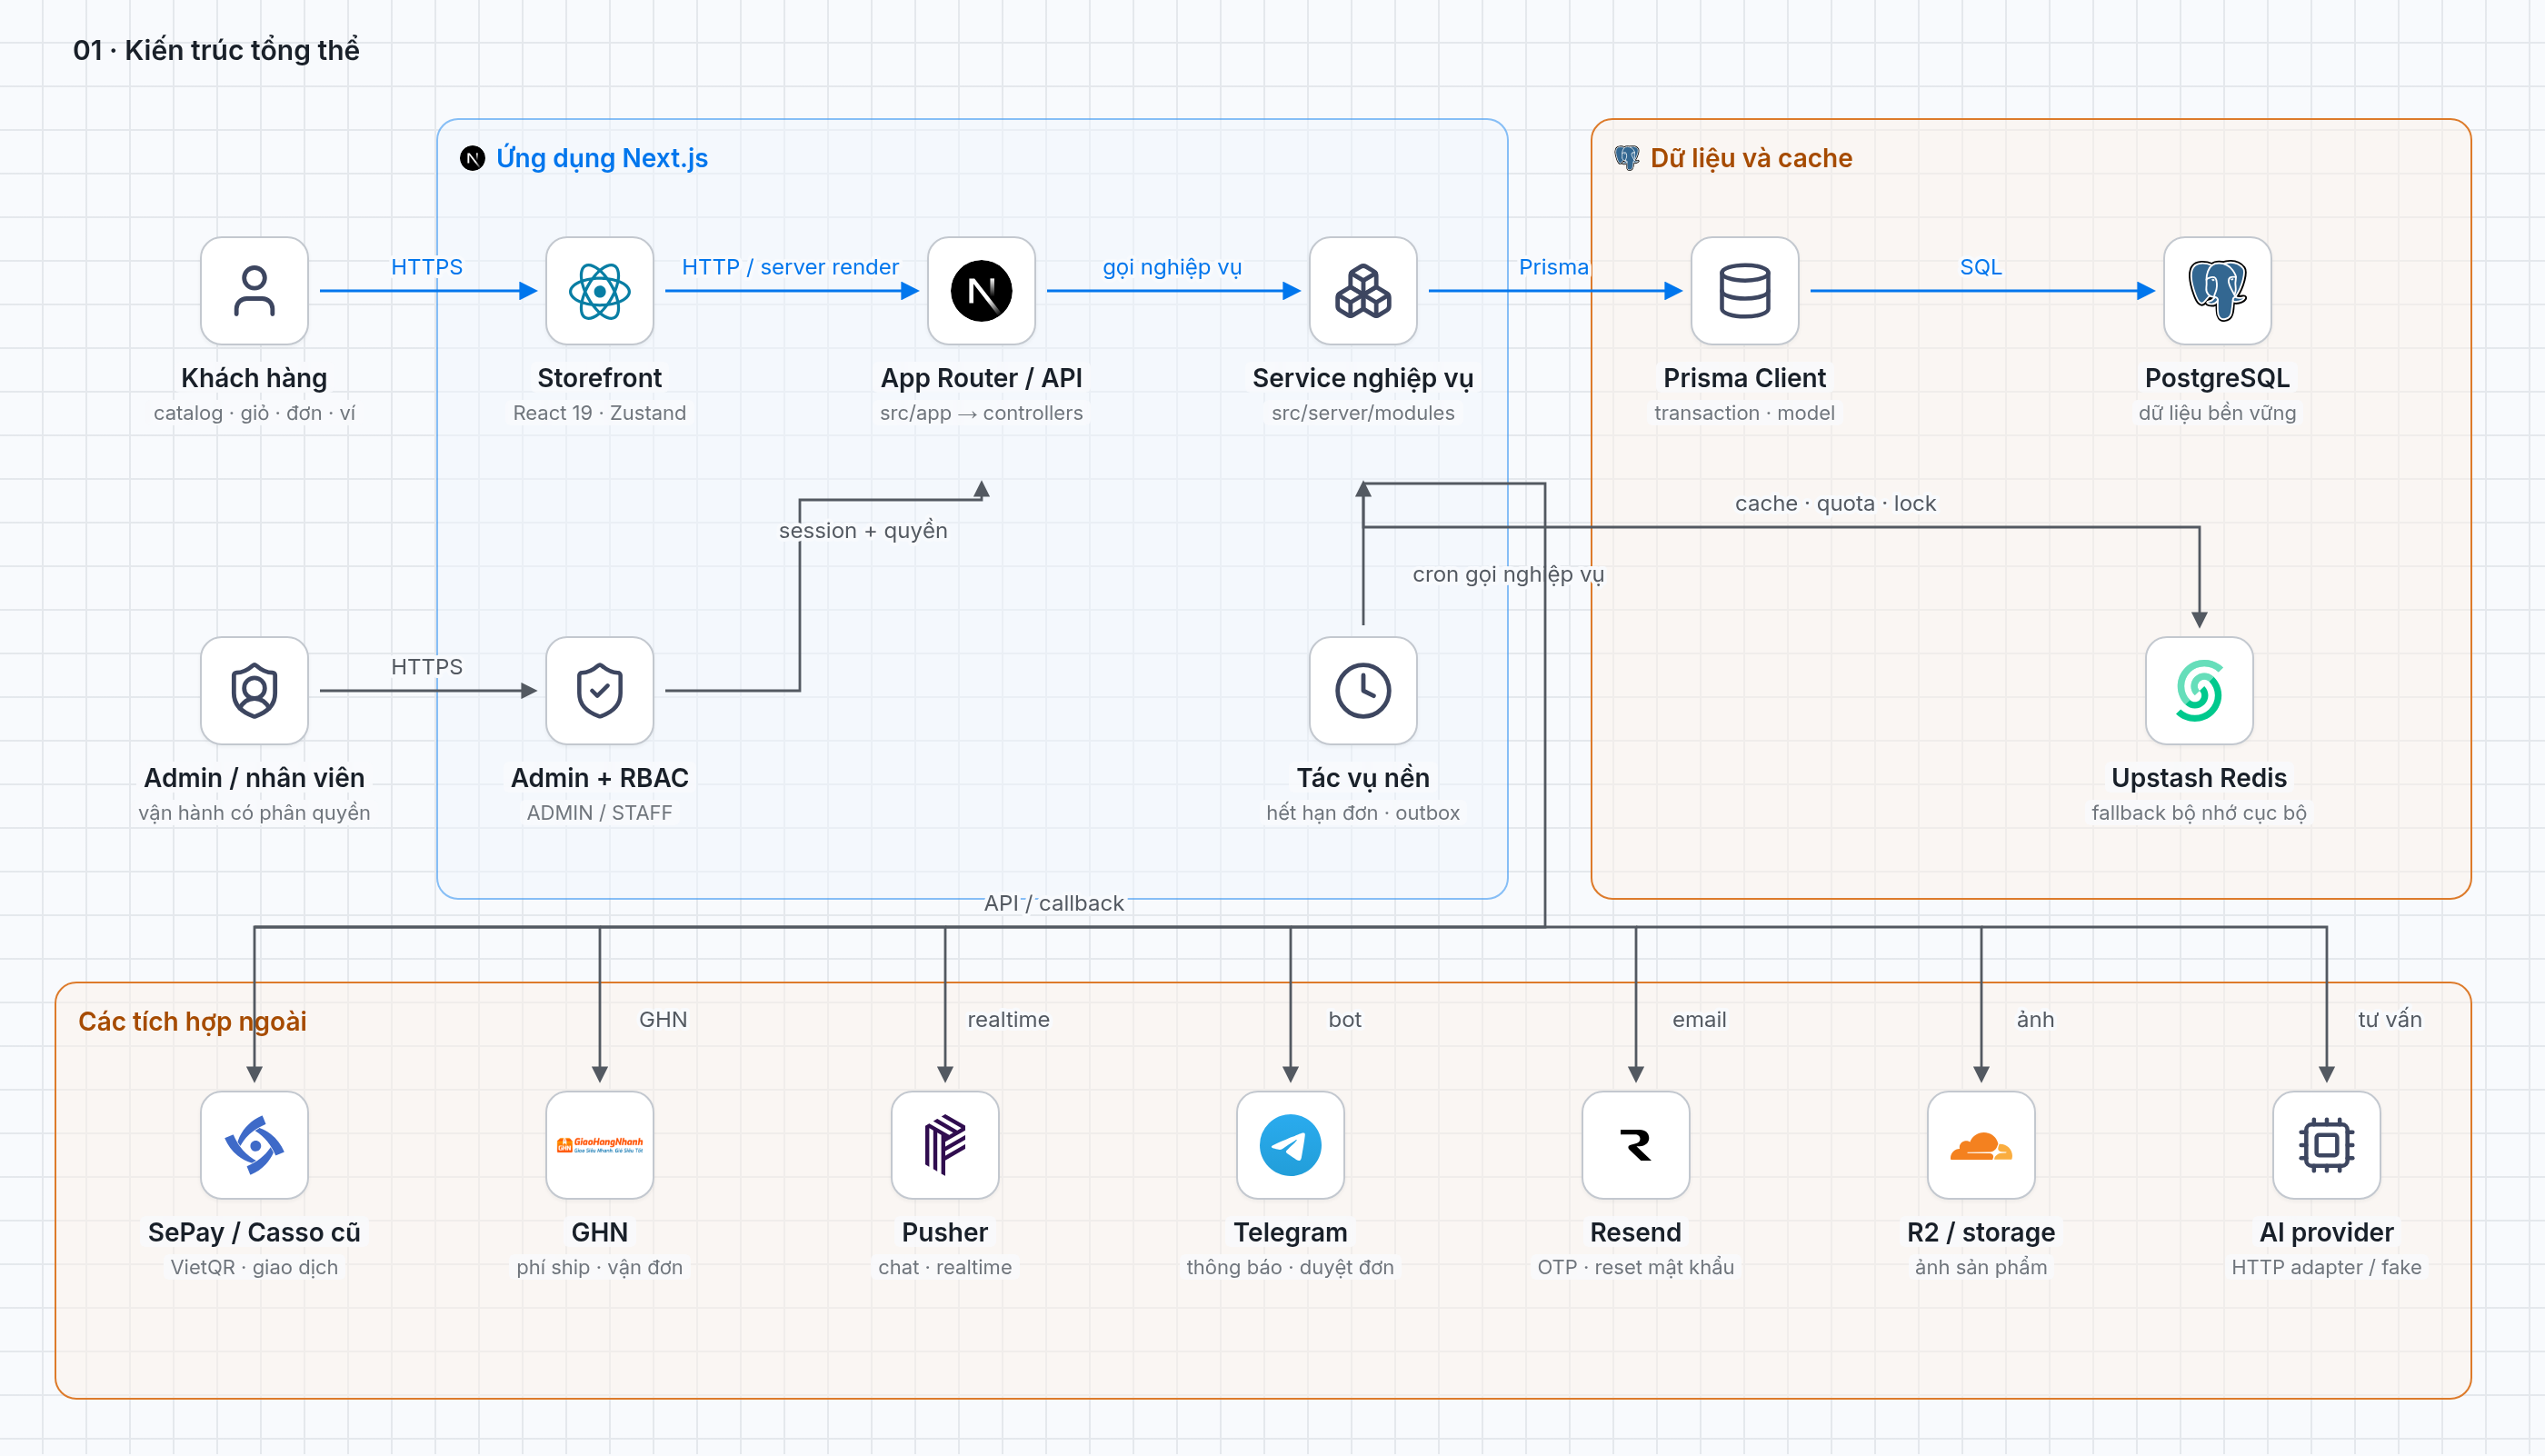 01 · Kiến trúc tổng thể
Ứng dụng Next.js
Dữ liệu và cache
HTTPS
HTTP / server render
gọi nghiệp vụ
Prisma
SQL
Khách hàng
catalog · giỏ · đơn · ví
Storefront
React 19 · Zustand
App Router / API
src/app → controllers
Service nghiệp vụ
src/server/modules
Prisma Client
transaction · model
PostgreSQL
dữ liệu bền vững
session + quyền
cache · quota · lock
cron gọi nghiệp vụ
HTTPS
Admin / nhân viên
vận hành có phân quyền
Admin + RBAC
ADMIN / STAFF
Tác vụ nền
hết hạn đơn · outbox
Upstash Redis
fallback bộ nhớ cục bộ
API / callback
Các tích hợp ngoài
GHN
realtime
bot
email
ảnh
tư vấn
GiaoHangNhanh
SePay / Casso cũ
VietQR · giao dịch
GHN
phí ship · vận đơn
Pusher
chat · realtime
Telegram
thông báo · duyệt đơn
Resend
OTP · reset mật khẩu
R2 / storage
ảnh sản phẩm
AI provider
HTTP adapter / fake